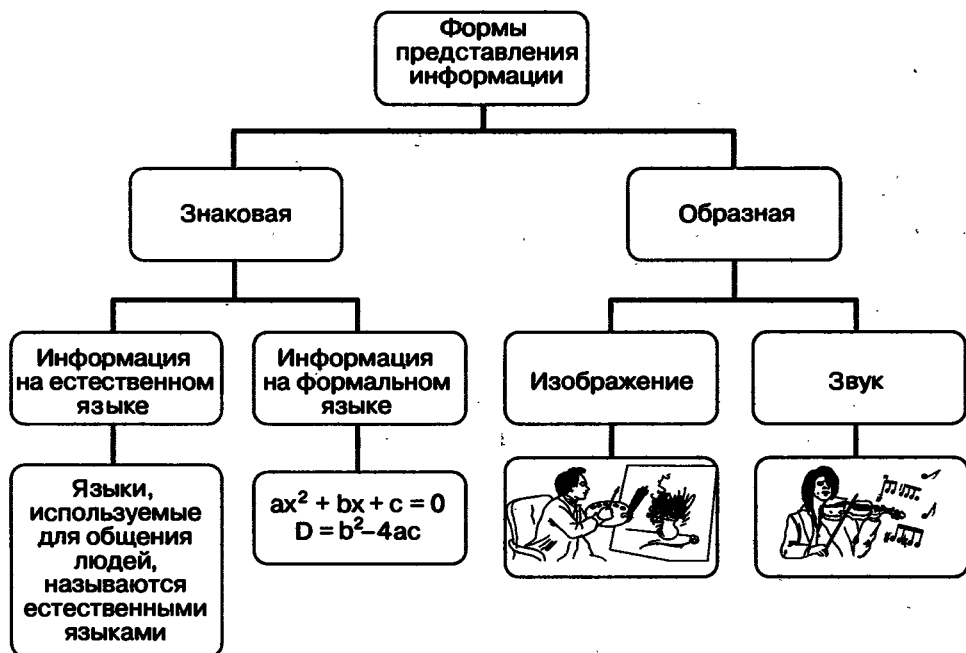 Формы
представления
информации
Знаковая
Образная
Информация
на естественном
языке
Информация
на формальном
языке
Изображение
Звук
Языки,
используемые
для общения
людей,
называются
естественными
языками
ax² + bx + c = 0
D = b²–4ac